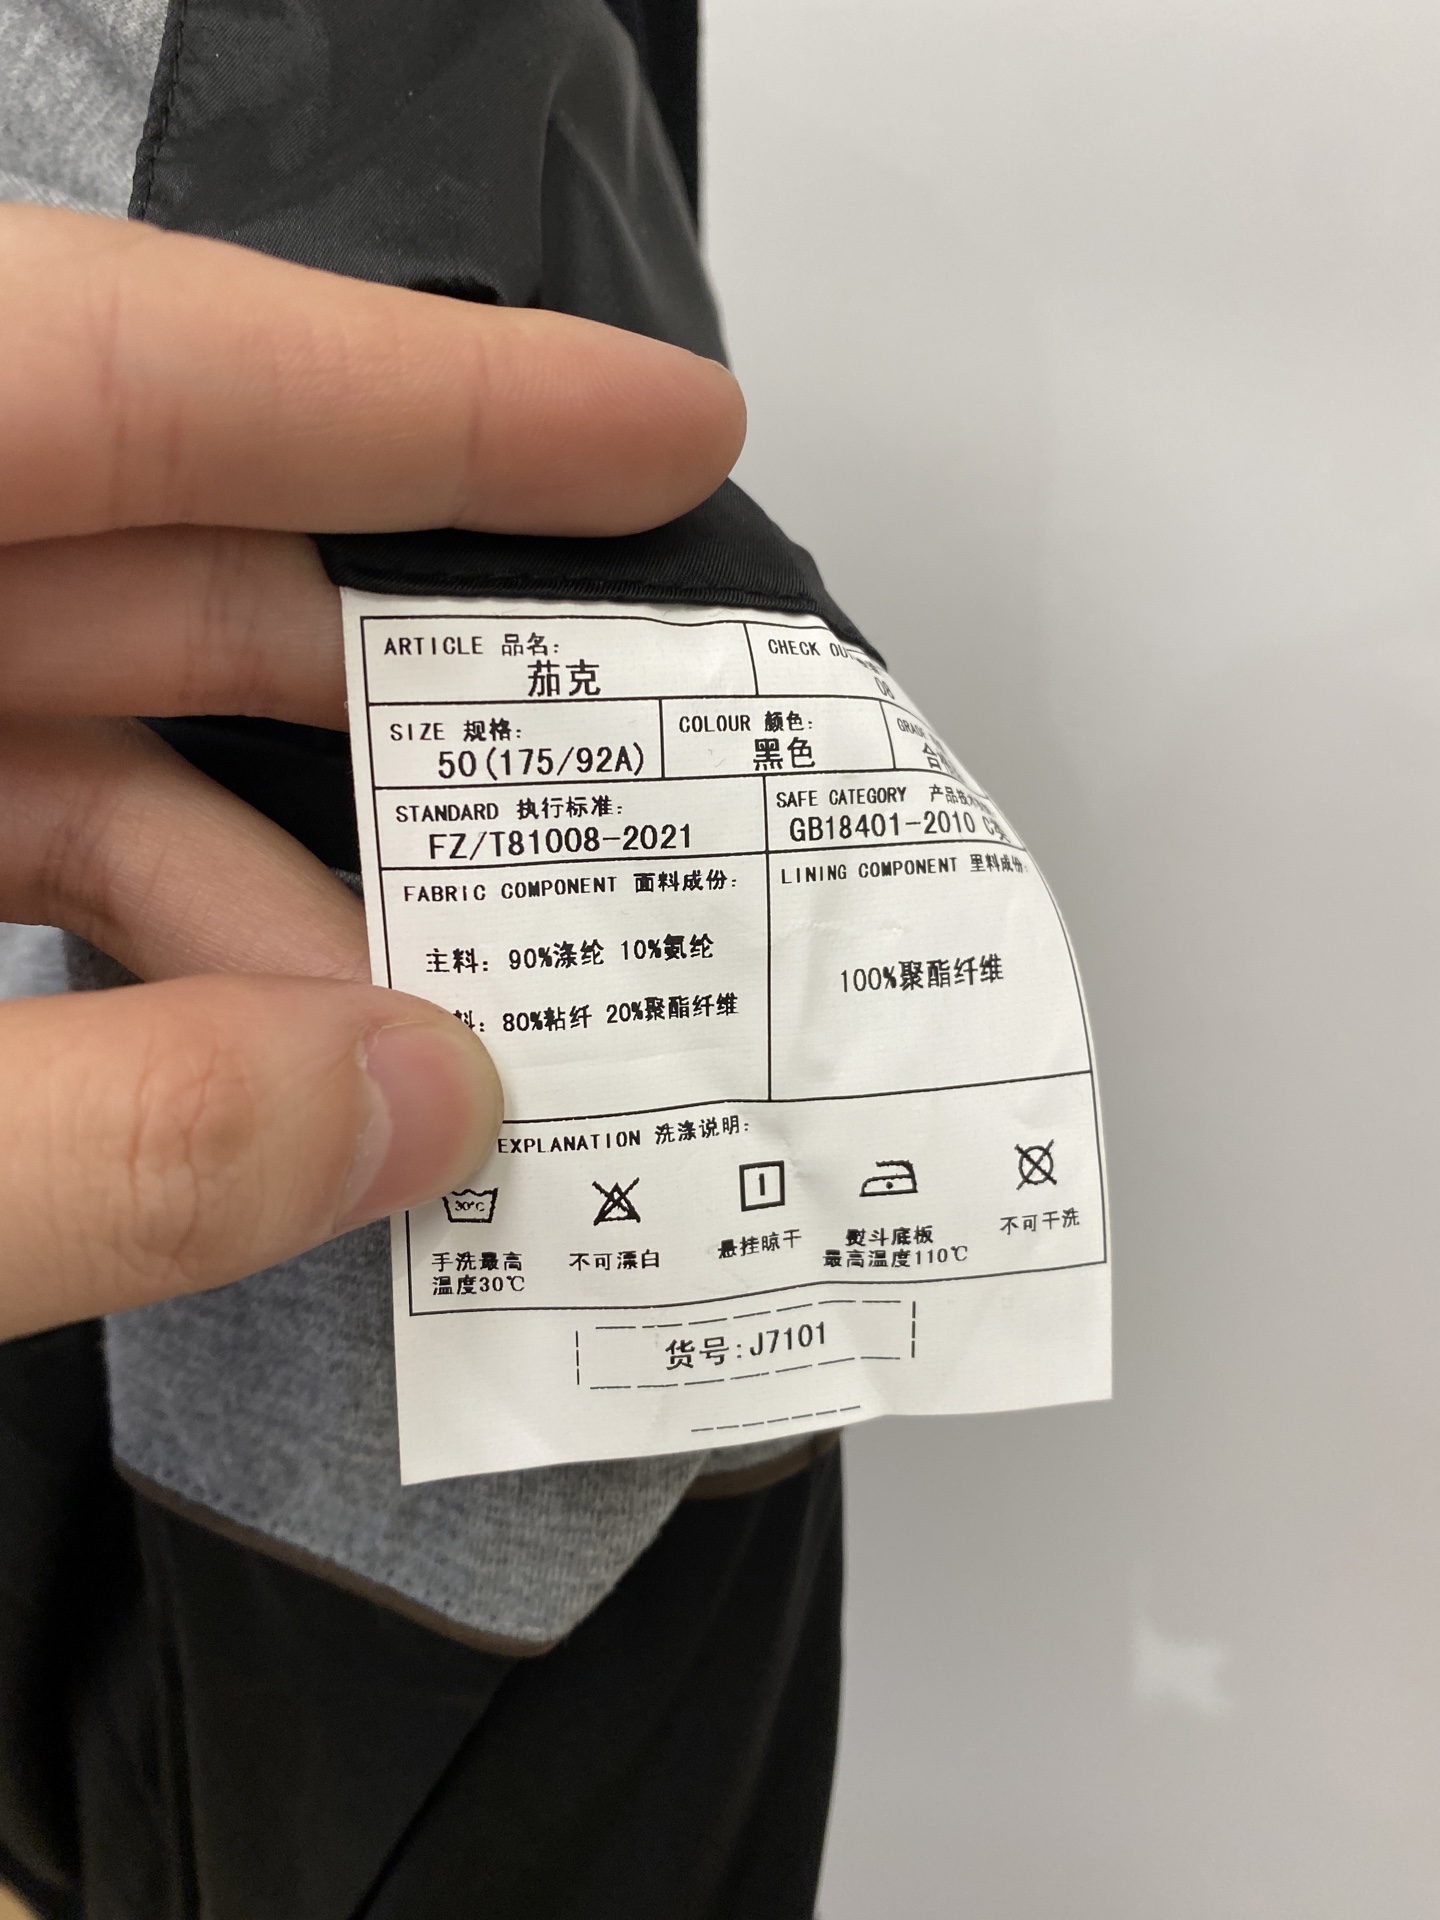 ARTICLE 品名:
茄克
CHECK
08
SIZE 规格:
50(175/92A)
COLOUR 颜色:
黑色
STANDARD 执行标准:
FZ/T81008-2021
SAFE CATEGORY 产品
GB18401-2010
FABRIC COMPONENT 面料成份:
主料: 90%涤纶 10%氨纶
料: 80%粘纤 20%聚酯纤维
LINING COMPONENT 里料成份:
100%聚酯纤维
EXPLANATION 洗涤说明:
30℃
手洗最高
温度30℃
不可漂白
悬挂晾干
熨斗底板
最高温度110℃
不可干洗
货号:J7101